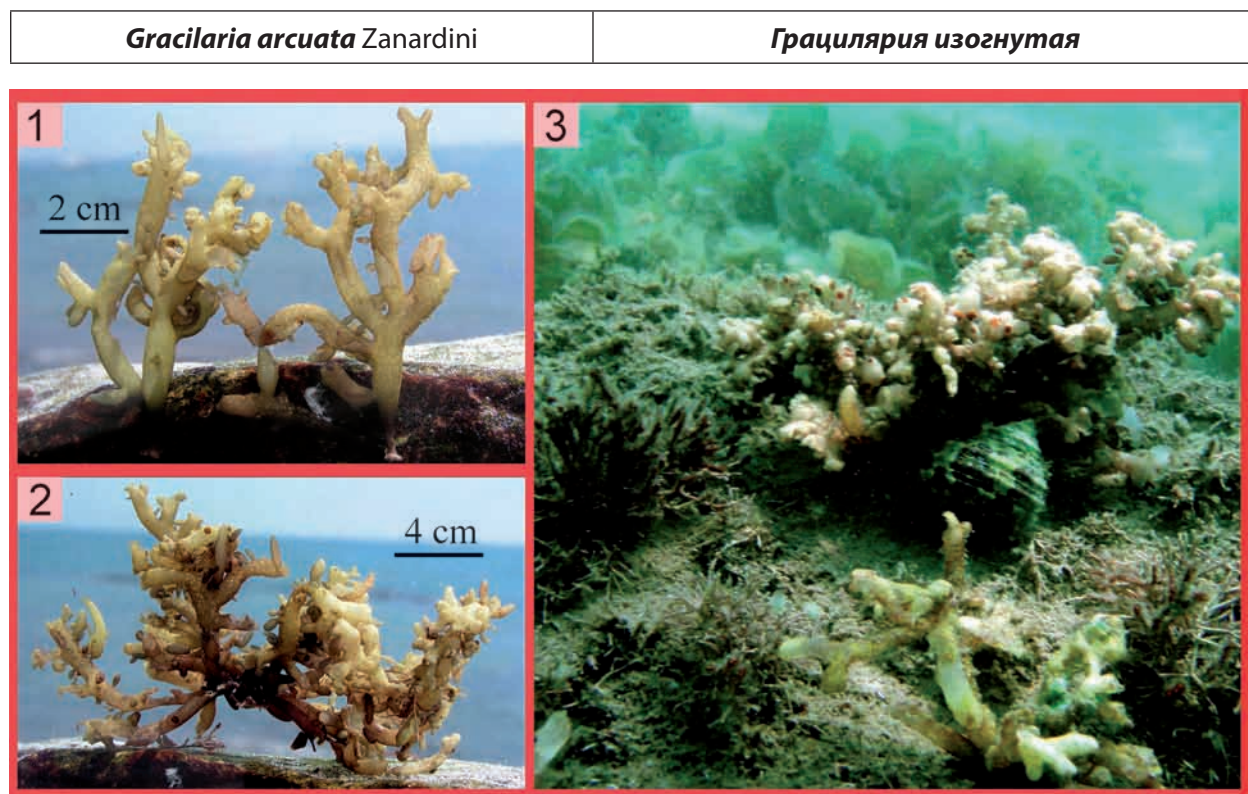 Gracilaria arcuata Zanardini
Грацилярия изогнутая
1
2 cm
3
2
4 cm